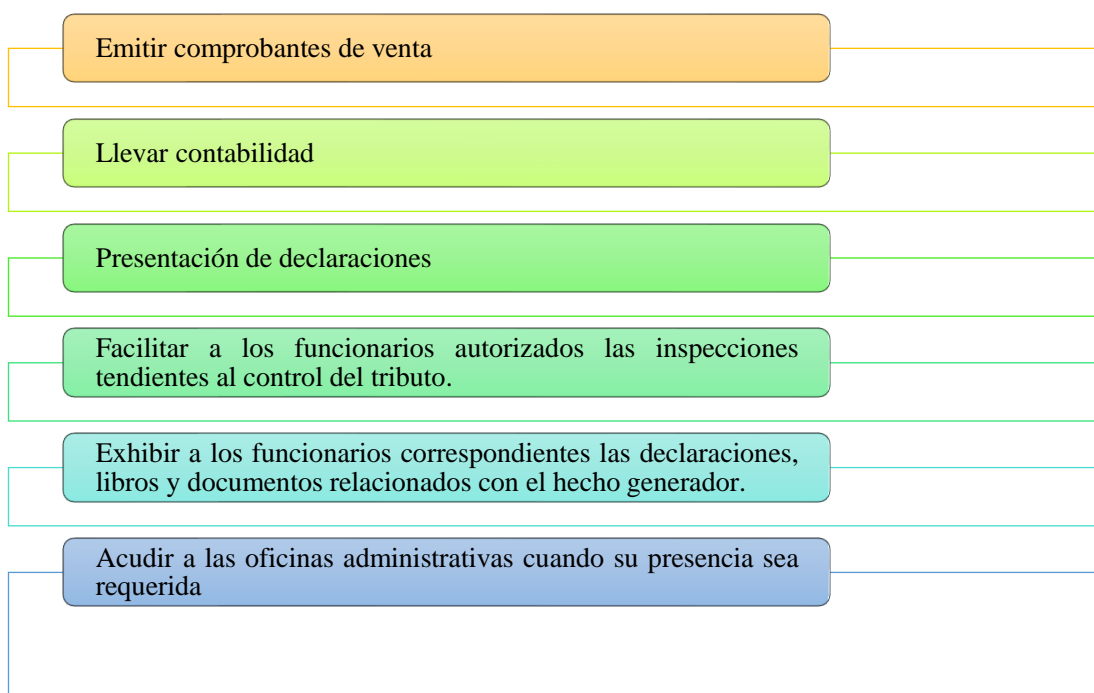 Emitir comprobantes de venta
Llevar contabilidad
Presentación de declaraciones
Facilitar a los funcionarios autorizados las inspecciones
tendientes al control del tributo.
Exhibir a los funcionarios correspondientes las declaraciones,
libros y documentos relacionados con el hecho generador.
Acudir a las oficinas administrativas cuando su presencia sea
requerida